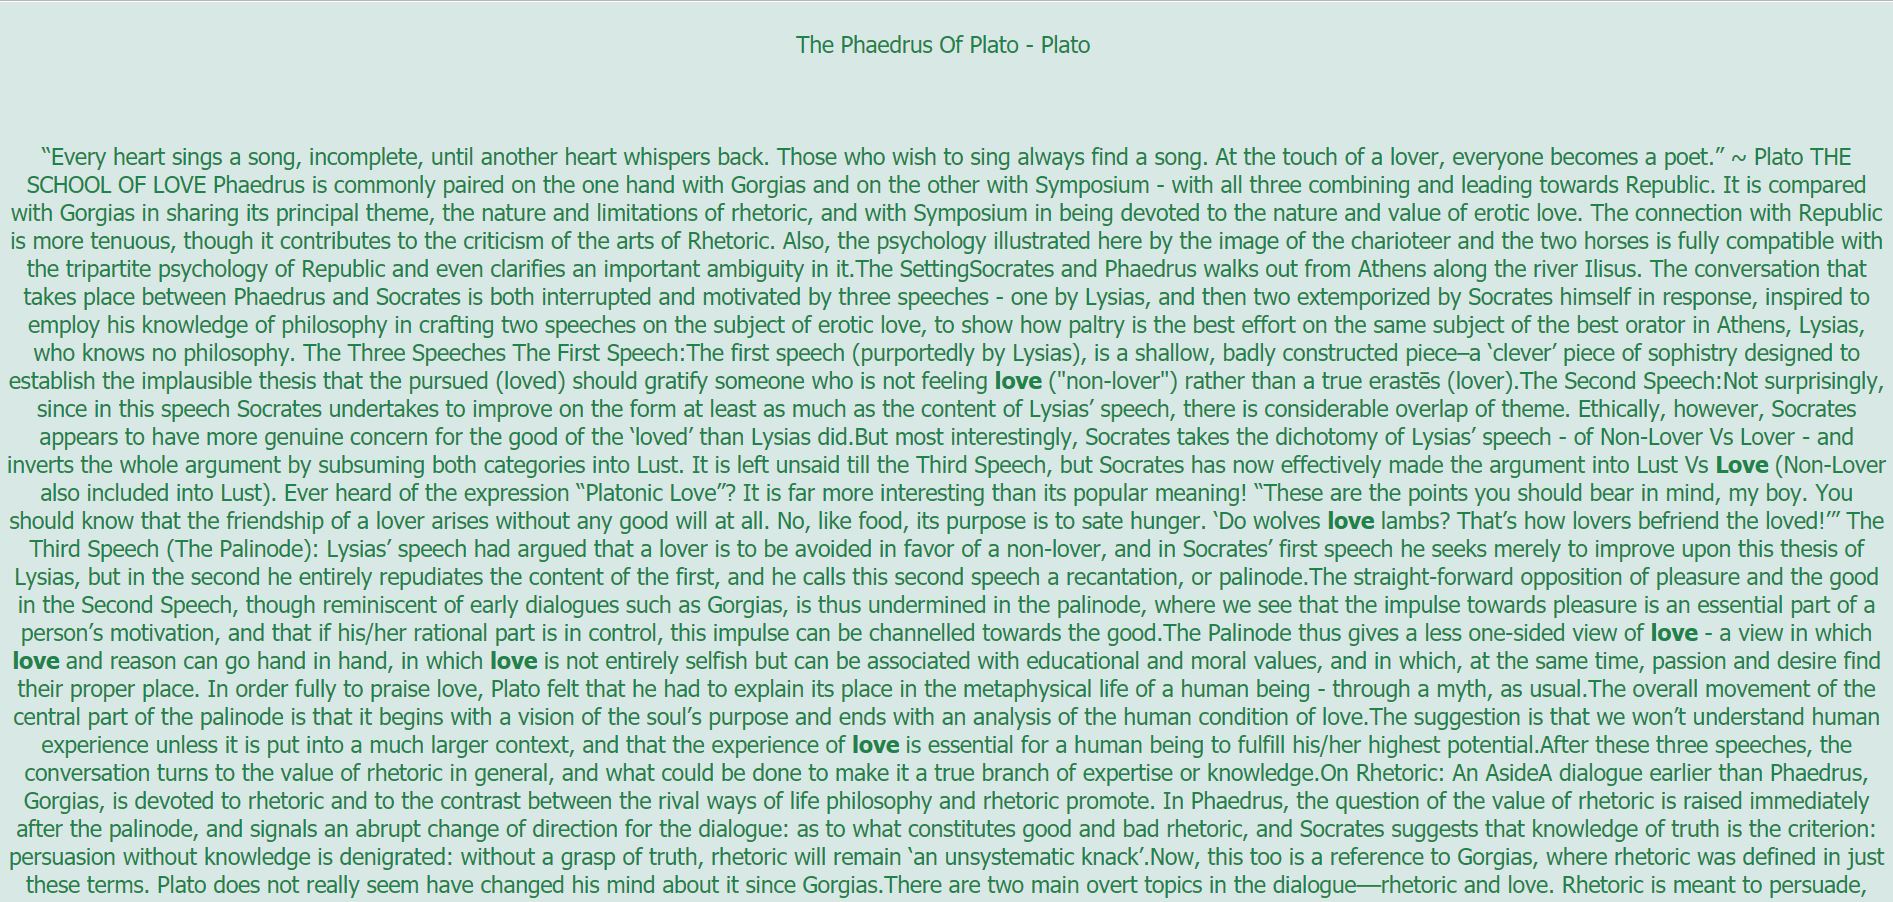 The Phaedrus Of Plato - Plato
“Every heart sings a song, incomplete, until another heart whispers back. Those who wish to sing always find a song. At the touch of a lover, everyone becomes a poet.” ~ Plato THE
SCHOOL OF LOVE Phaedrus is commonly paired on the one hand with Gorgias and on the other with Symposium - with all three combining and leading towards Republic. It is compared
with Gorgias in sharing its principal theme, the nature and limitations of rhetoric, and with Symposium in being devoted to the nature and value of erotic love. The connection with Republic
is more tenuous, though it contributes to the criticism of the arts of Rhetoric. Also, the psychology illustrated here by the image of the charioteer and the two horses is fully compatible with
the tripartite psychology of Republic and even clarifies an important ambiguity in it.The SettingSocrates and Phaedrus walks out from Athens along the river Ilisus. The conversation that
takes place between Phaedrus and Socrates is both interrupted and motivated by three speeches - one by Lysias, and then two extemporized by Socrates himself in response, inspired to
employ his knowledge of philosophy in crafting two speeches on the subject of erotic love, to show how paltry is the best effort on the same subject of the best orator in Athens, Lysias,
who knows no philosophy. The Three Speeches The First Speech:The first speech (purportedly by Lysias), is a shallow, badly constructed piece–a ‘clever’ piece of sophistry designed to
establish the implausible thesis that the pursued (loved) should gratify someone who is not feeling love ("non-lover") rather than a true erastēs (lover).The Second Speech:Not surprisingly,
since in this speech Socrates undertakes to improve on the form at least as much as the content of Lysias’ speech, there is considerable overlap of theme. Ethically, however, Socrates
appears to have more genuine concern for the good of the ‘loved’ than Lysias did.But most interestingly, Socrates takes the dichotomy of Lysias’ speech - of Non-Lover Vs Lover - and
inverts the whole argument by subsuming both categories into Lust. It is left unsaid till the Third Speech, but Socrates has now effectively made the argument into Lust Vs Love (Non-Lover
also included into Lust). Ever heard of the expression “Platonic Love”? It is far more interesting than its popular meaning! “These are the points you should bear in mind, my boy. You
should know that the friendship of a lover arises without any good will at all. No, like food, its purpose is to sate hunger. ‘Do wolves love lambs? That’s how lovers befriend the loved!’” The
Third Speech (The Palinode): Lysias’ speech had argued that a lover is to be avoided in favor of a non-lover, and in Socrates’ first speech he seeks merely to improve upon this thesis of
Lysias, but in the second he entirely repudiates the content of the first, and he calls this second speech a recantation, or palinode.The straight-forward opposition of pleasure and the good
in the Second Speech, though reminiscent of early dialogues such as Gorgias, is thus undermined in the palinode, where we see that the impulse towards pleasure is an essential part of a
person’s motivation, and that if his/her rational part is in control, this impulse can be channelled towards the good.The Palinode thus gives a less one-sided view of love - a view in which
love and reason can go hand in hand, in which love is not entirely selfish but can be associated with educational and moral values, and in which, at the same time, passion and desire find
their proper place. In order fully to praise love, Plato felt that he had to explain its place in the metaphysical life of a human being - through a myth, as usual.The overall movement of the
central part of the palinode is that it begins with a vision of the soul’s purpose and ends with an analysis of the human condition of love.The suggestion is that we won’t understand human
experience unless it is put into a much larger context, and that the experience of love is essential for a human being to fulfill his/her highest potential.After these three speeches, the
conversation turns to the value of rhetoric in general, and what could be done to make it a true branch of expertise or knowledge.On Rhetoric: An AsideA dialogue earlier than Phaedrus,
Gorgias, is devoted to rhetoric and to the contrast between the rival ways of life philosophy and rhetoric promote. In Phaedrus, the question of the value of rhetoric is raised immediately
after the palinode, and signals an abrupt change of direction for the dialogue: as to what constitutes good and bad rhetoric, and Socrates suggests that knowledge of truth is the criterion:
persuasion without knowledge is denigrated: without a grasp of truth, rhetoric will remain ‘an unsystematic knack’.Now, this too is a reference to Gorgias, where rhetoric was defined in just
these terms. Plato does not really seem have changed his mind about it since Gorgias.There are two main overt topics in the dialogue—rhetoric and love. Rhetoric is meant to persuade,